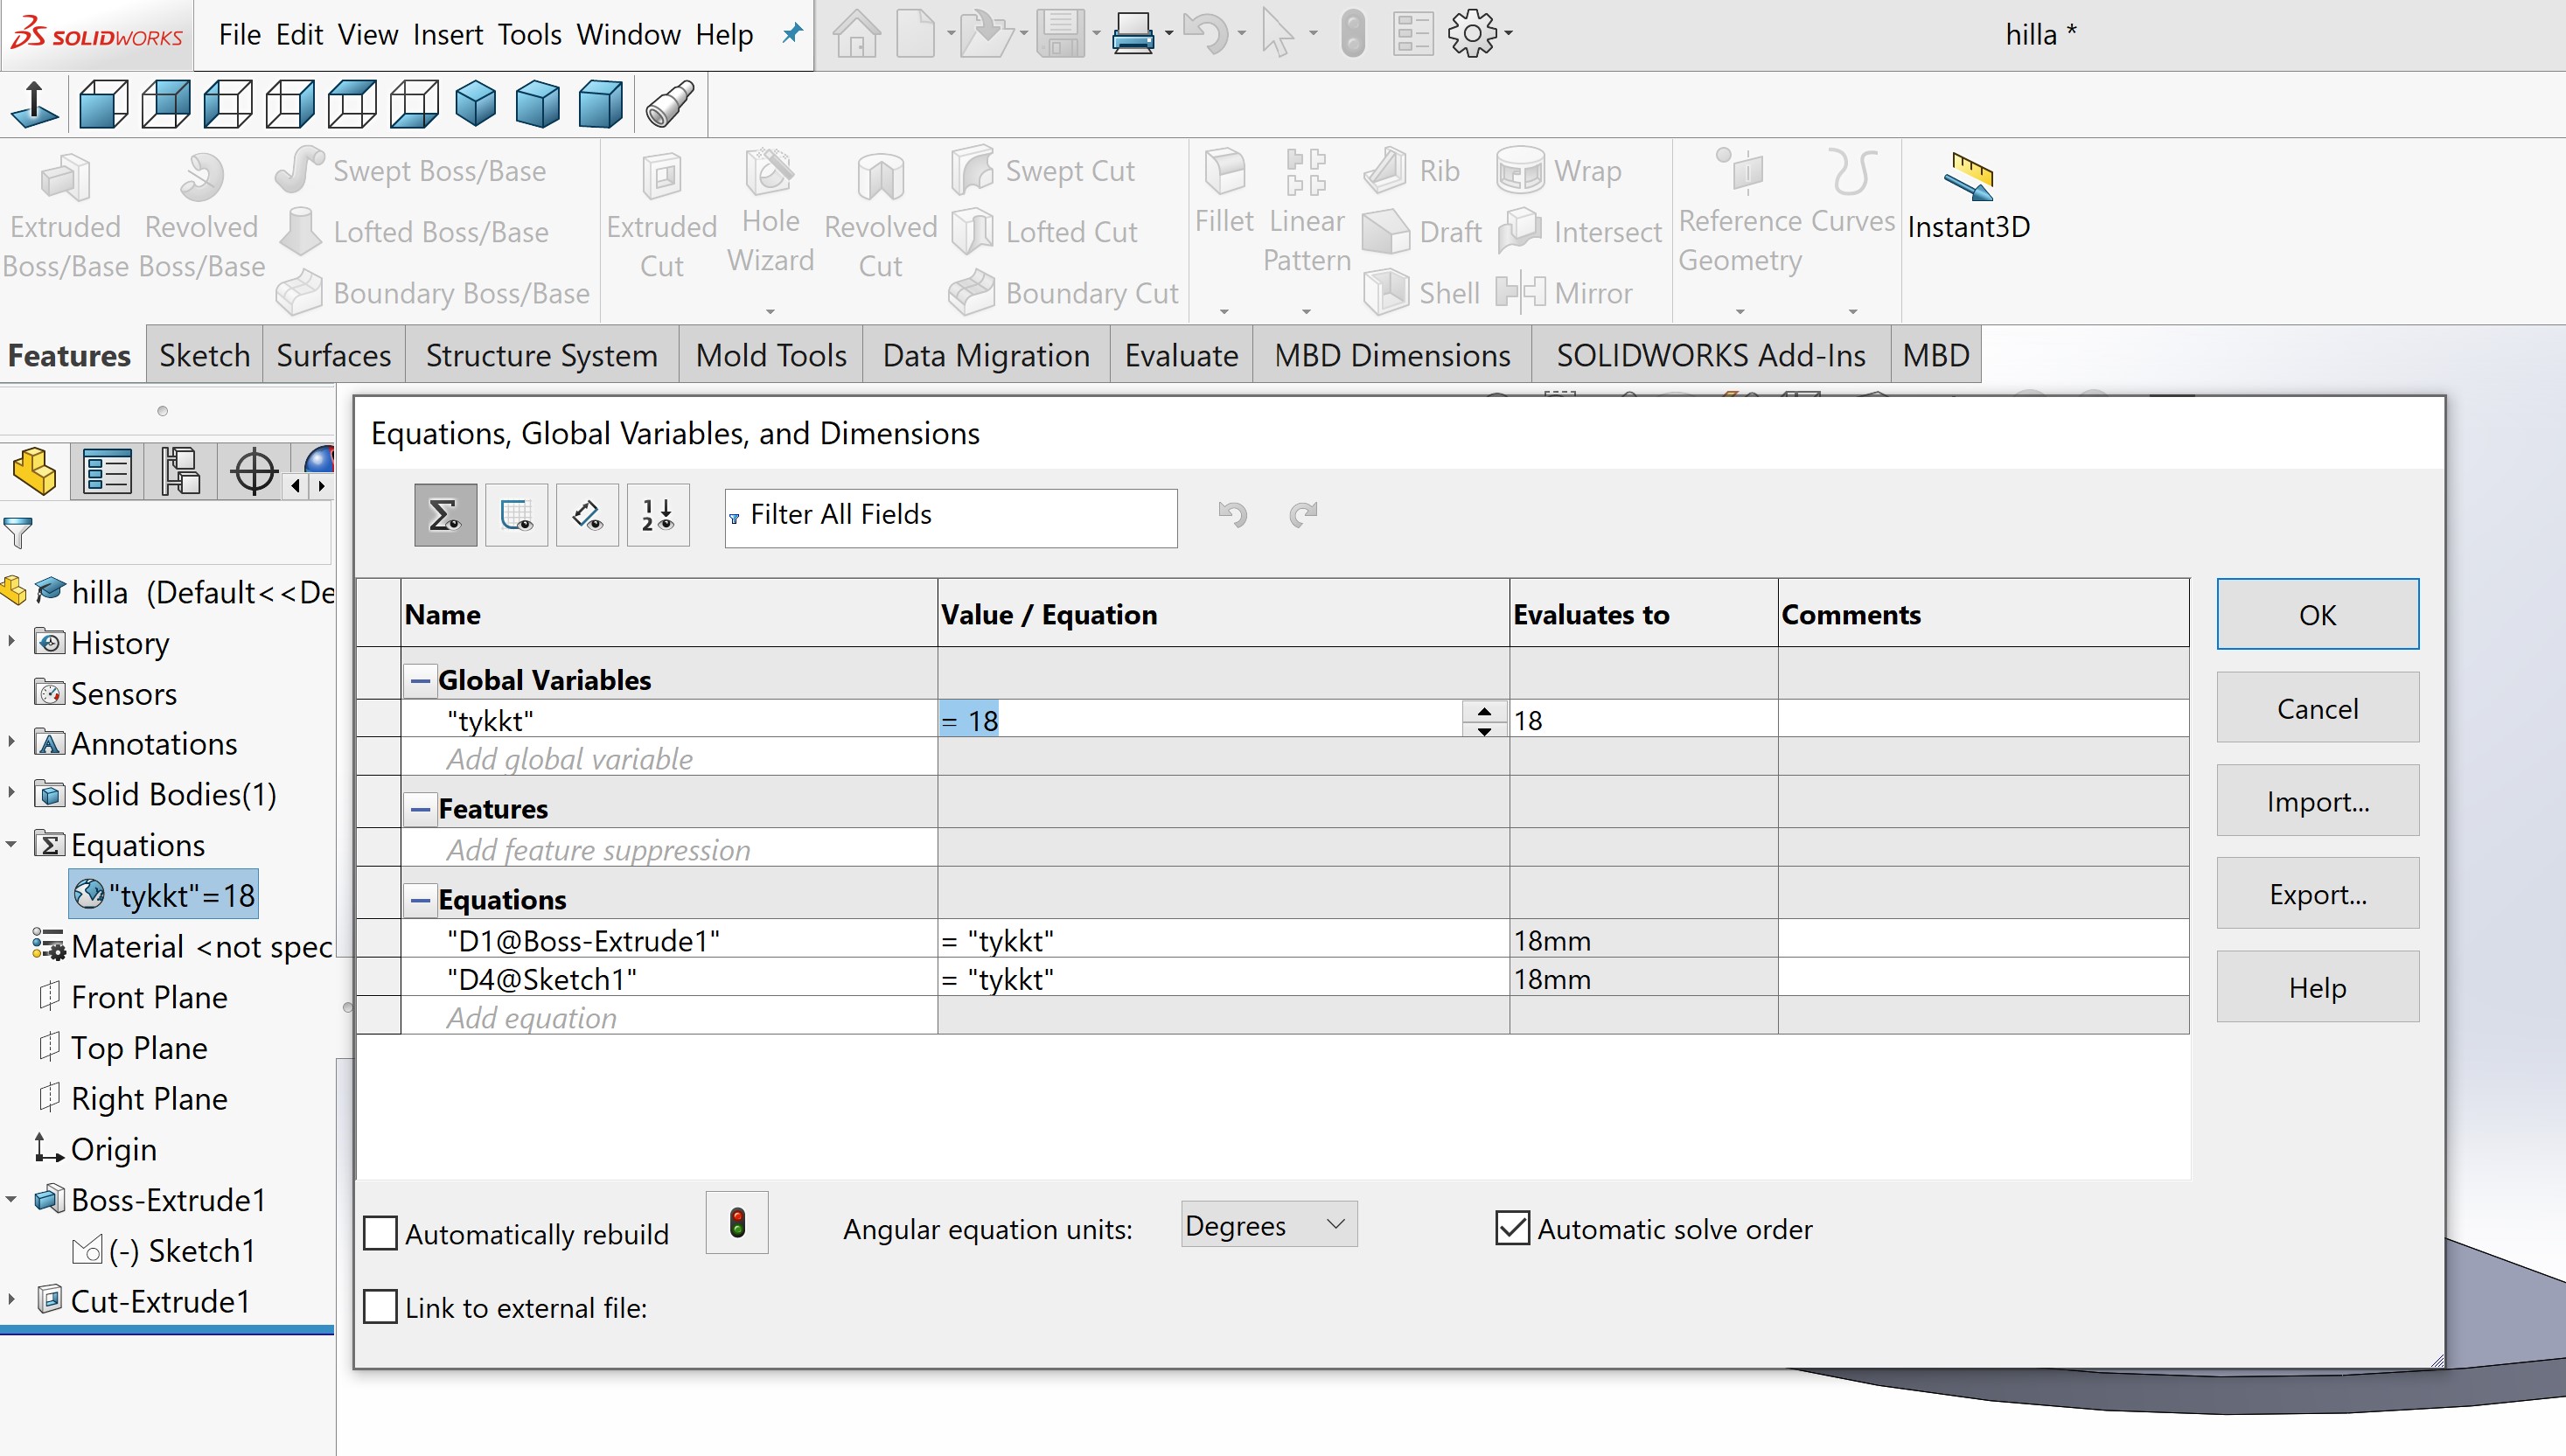 SOLIDWORKS File Edit View Insert Tools Window Help hilla *
Extruded Boss/Base
Revolved Boss/Base
Swept Boss/Base
Lofted Boss/Base
Boundary Boss/Base
Extruded Cut
Hole Wizard
Revolved Cut
Swept Cut
Lofted Cut
Boundary Cut
Fillet
Linear Pattern
Rib
Draft
Shell
Wrap
Intersect
Mirror
Reference Geometry
Curves
Instant3D
Features Sketch Surfaces Structure System Mold Tools Data Migration Evaluate MBD Dimensions SOLIDWORKS Add-Ins MBD
hilla (Default<<De
History
Sensors
Annotations
Solid Bodies(1)
Equations
"tykkt"=18
Material <not spec
Front Plane
Top Plane
Right Plane
Origin
Boss-Extrude1
(-) Sketch1
Cut-Extrude1
Equations, Global Variables, and Dimensions
Filter All Fields
Name Value / Equation Evaluates to Comments
Global Variables
"tykkt" = 18 18
Add global variable
Features
Add feature suppression
Equations
"D1@Boss-Extrude1" = "tykkt" 18mm
"D4@Sketch1" = "tykkt" 18mm
Add equation
OK
Cancel
Import...
Export...
Help
Automatically rebuild Angular equation units: Degrees Automatic solve order
Link to external file: